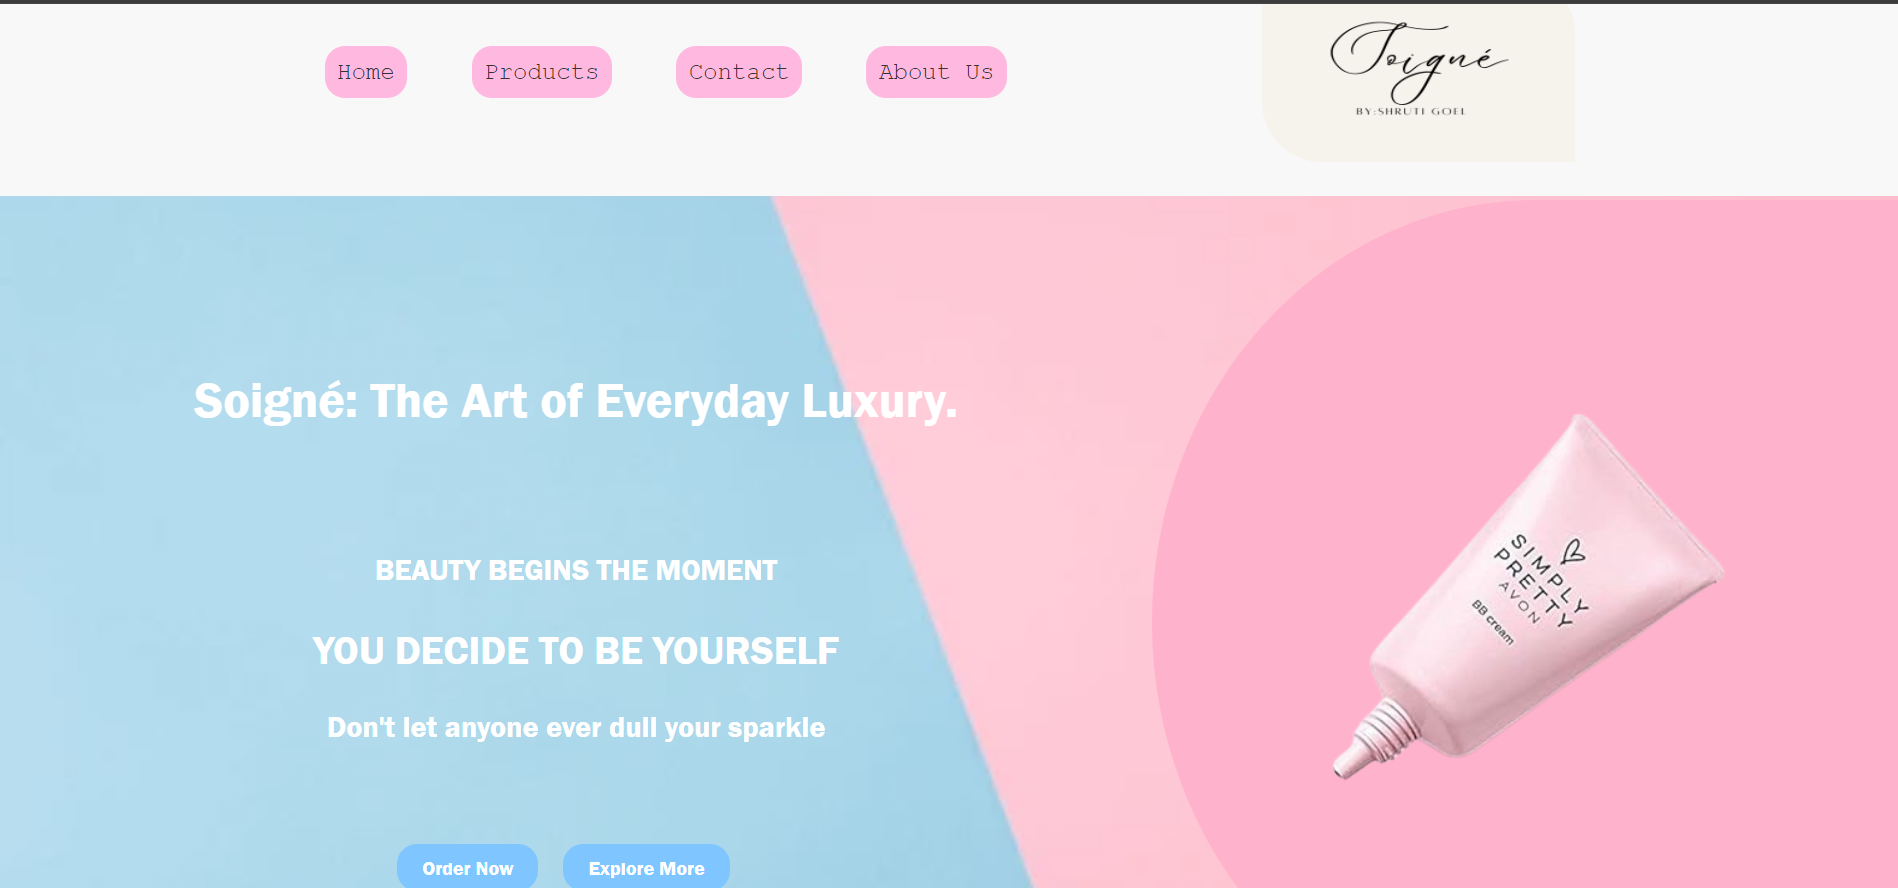 Home Products Contact About Us
Soigné
BY:SHRUTI GOEL
Soigné: The Art of Everyday Luxury.
BEAUTY BEGINS THE MOMENT
YOU DECIDE TO BE YOURSELF
Don't let anyone ever dull your sparkle
Order Now Explore More
SIMPLY
PRETTY
AVON
BB cream